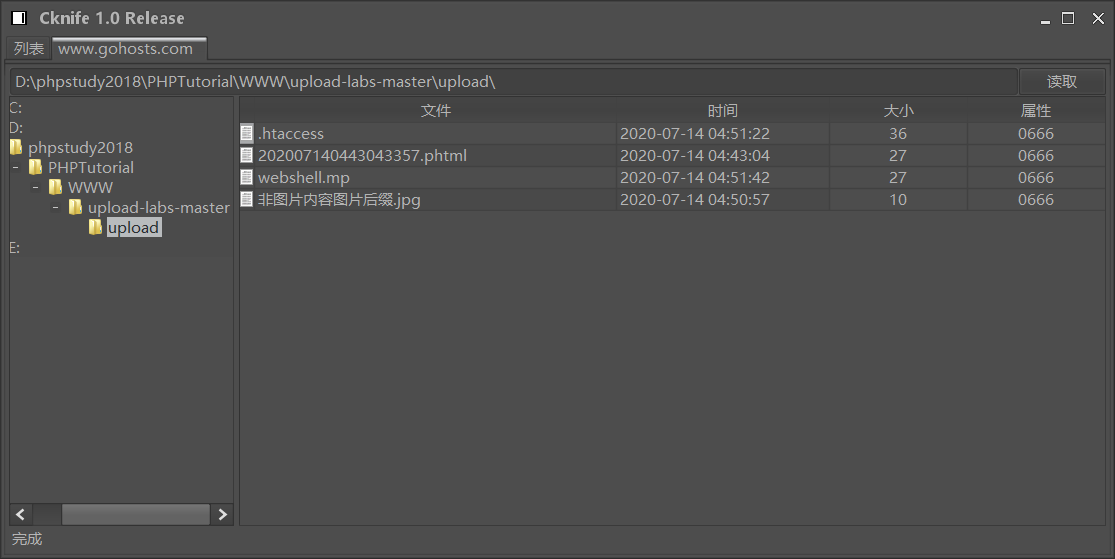 Cknife 1.0 Release
列表 www.gohosts.com
D:\phpstudy2018\PHPTutorial\WWW\upload-labs-master\upload\ 读取
C:
D:
phpstudy2018
PHPTutorial
WWW
upload-labs-master
upload
E:
文件 时间 大小 属性
.htaccess 2020-07-14 04:51:22 36 0666
202007140443043357.phtml 2020-07-14 04:43:04 27 0666
webshell.mp 2020-07-14 04:51:42 27 0666
非图片内容图片后缀.jpg 2020-07-14 04:50:57 10 0666
完成